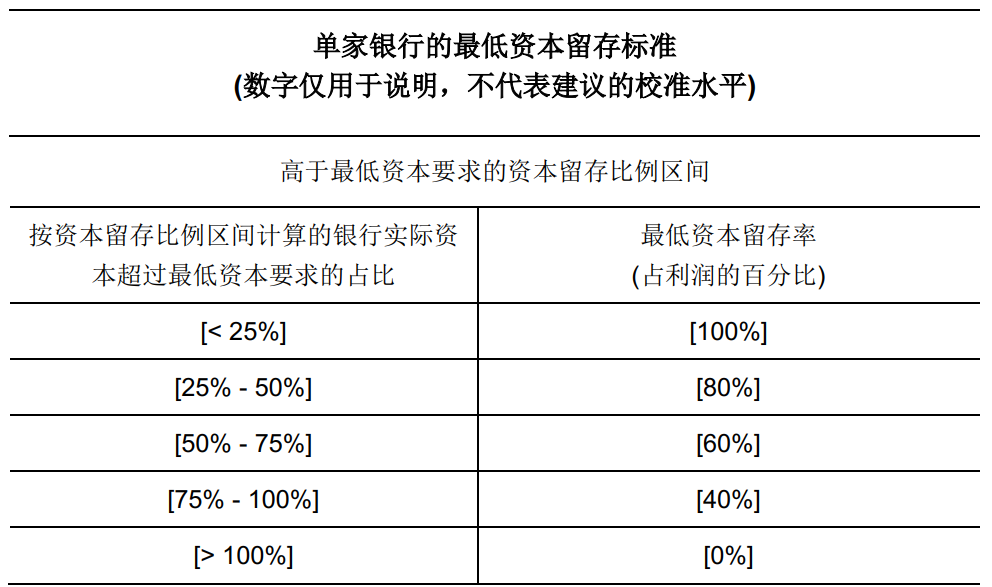 单家银行的最低资本留存标准
(数字仅用于说明，不代表建议的校准水平)
高于最低资本要求的资本留存比例区间
按资本留存比例区间计算的银行实际资
本超过最低资本要求的占比
最低资本留存率
(占利润的百分比)
[< 25%]
[100%]
[25% - 50%]
[80%]
[50% - 75%]
[60%]
[75% - 100%]
[40%]
[> 100%]
[0%]